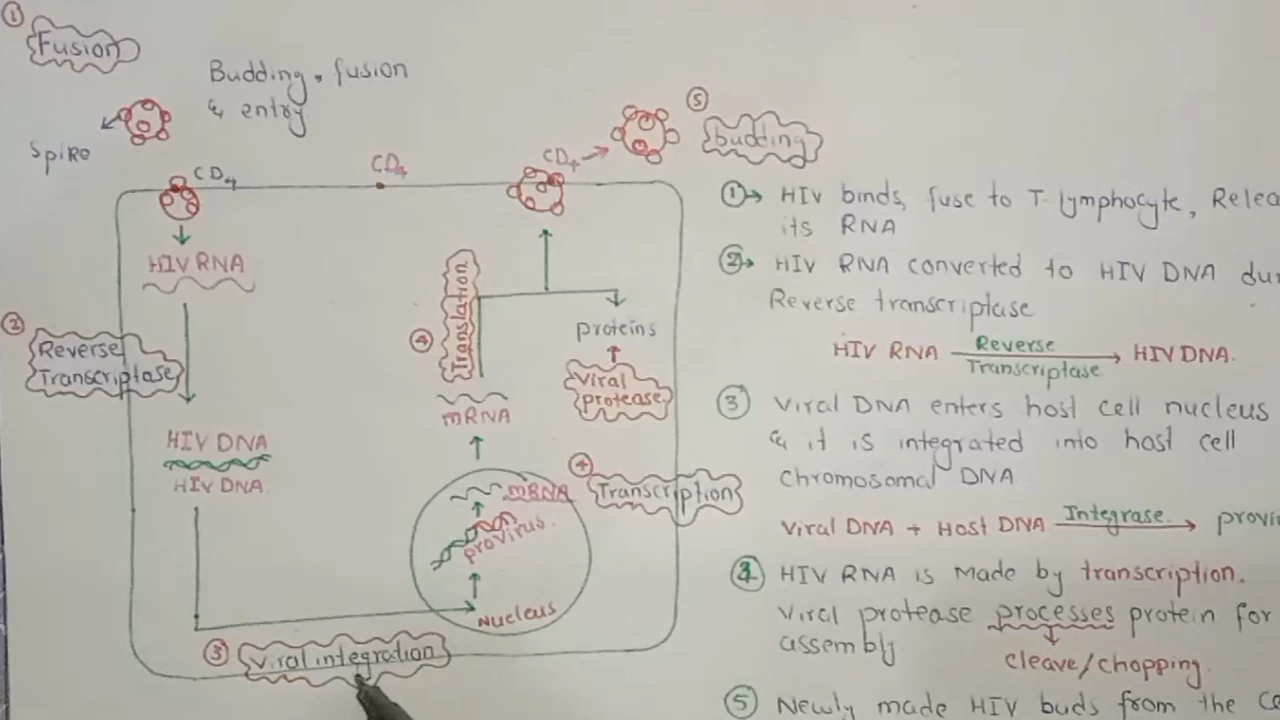 ①
Fusion
Budding, fusion
& entry
Spike
CD4
CD4
CD4
⑤
budding
HIV RNA
②
Reverse
Transcriptase
HIV DNA
HIV DNA
④
Translation
mRNA
proteins
Viral
protease
④
Transcription
mRNA
provirus
Nucleus
③
Viral integration
①→ HIV binds, fuse to T. lymphocyte,
its RNA
②→ HIV RNA converted to HIV DNA
Reverse transcriptase
HIV RNA Reverse Transcriptase → HIV DNA.
③ Viral DNA enters host cell nucleus
& it is integrated into host cell
chromosomal DNA
Viral DNA + Host DNA Integrase →
④ HIV RNA is made by transcription.
Viral protease processes protein for
assembly
cleave/chopping.
⑤ Newly made HIV buds from the